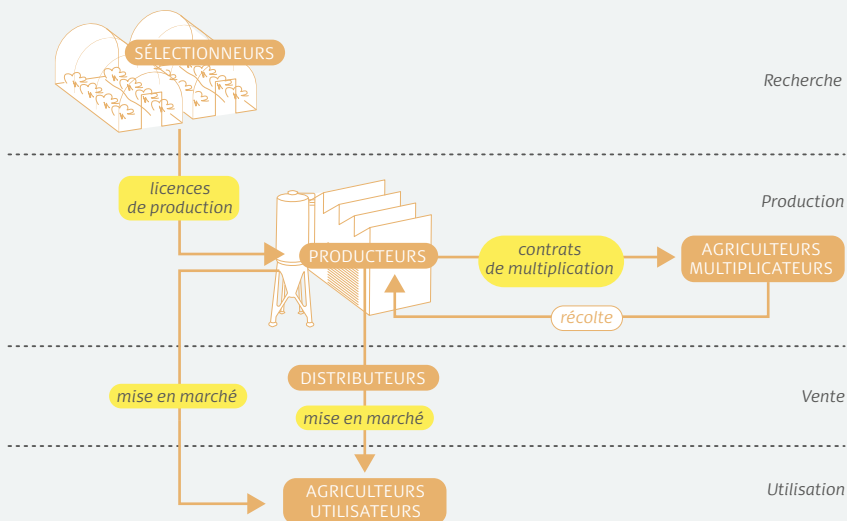 SÉLECTIONNEURS
Recherche
licences
de production
Production
PRODUCTEURS
contrats
de multiplication
AGRICULTEURS
MULTIPLICATEURS
récolte
DISTRIBUTEURS
mise en marché
mise en marché
Vente
AGRICULTEURS
UTILISATEURS
Utilisation